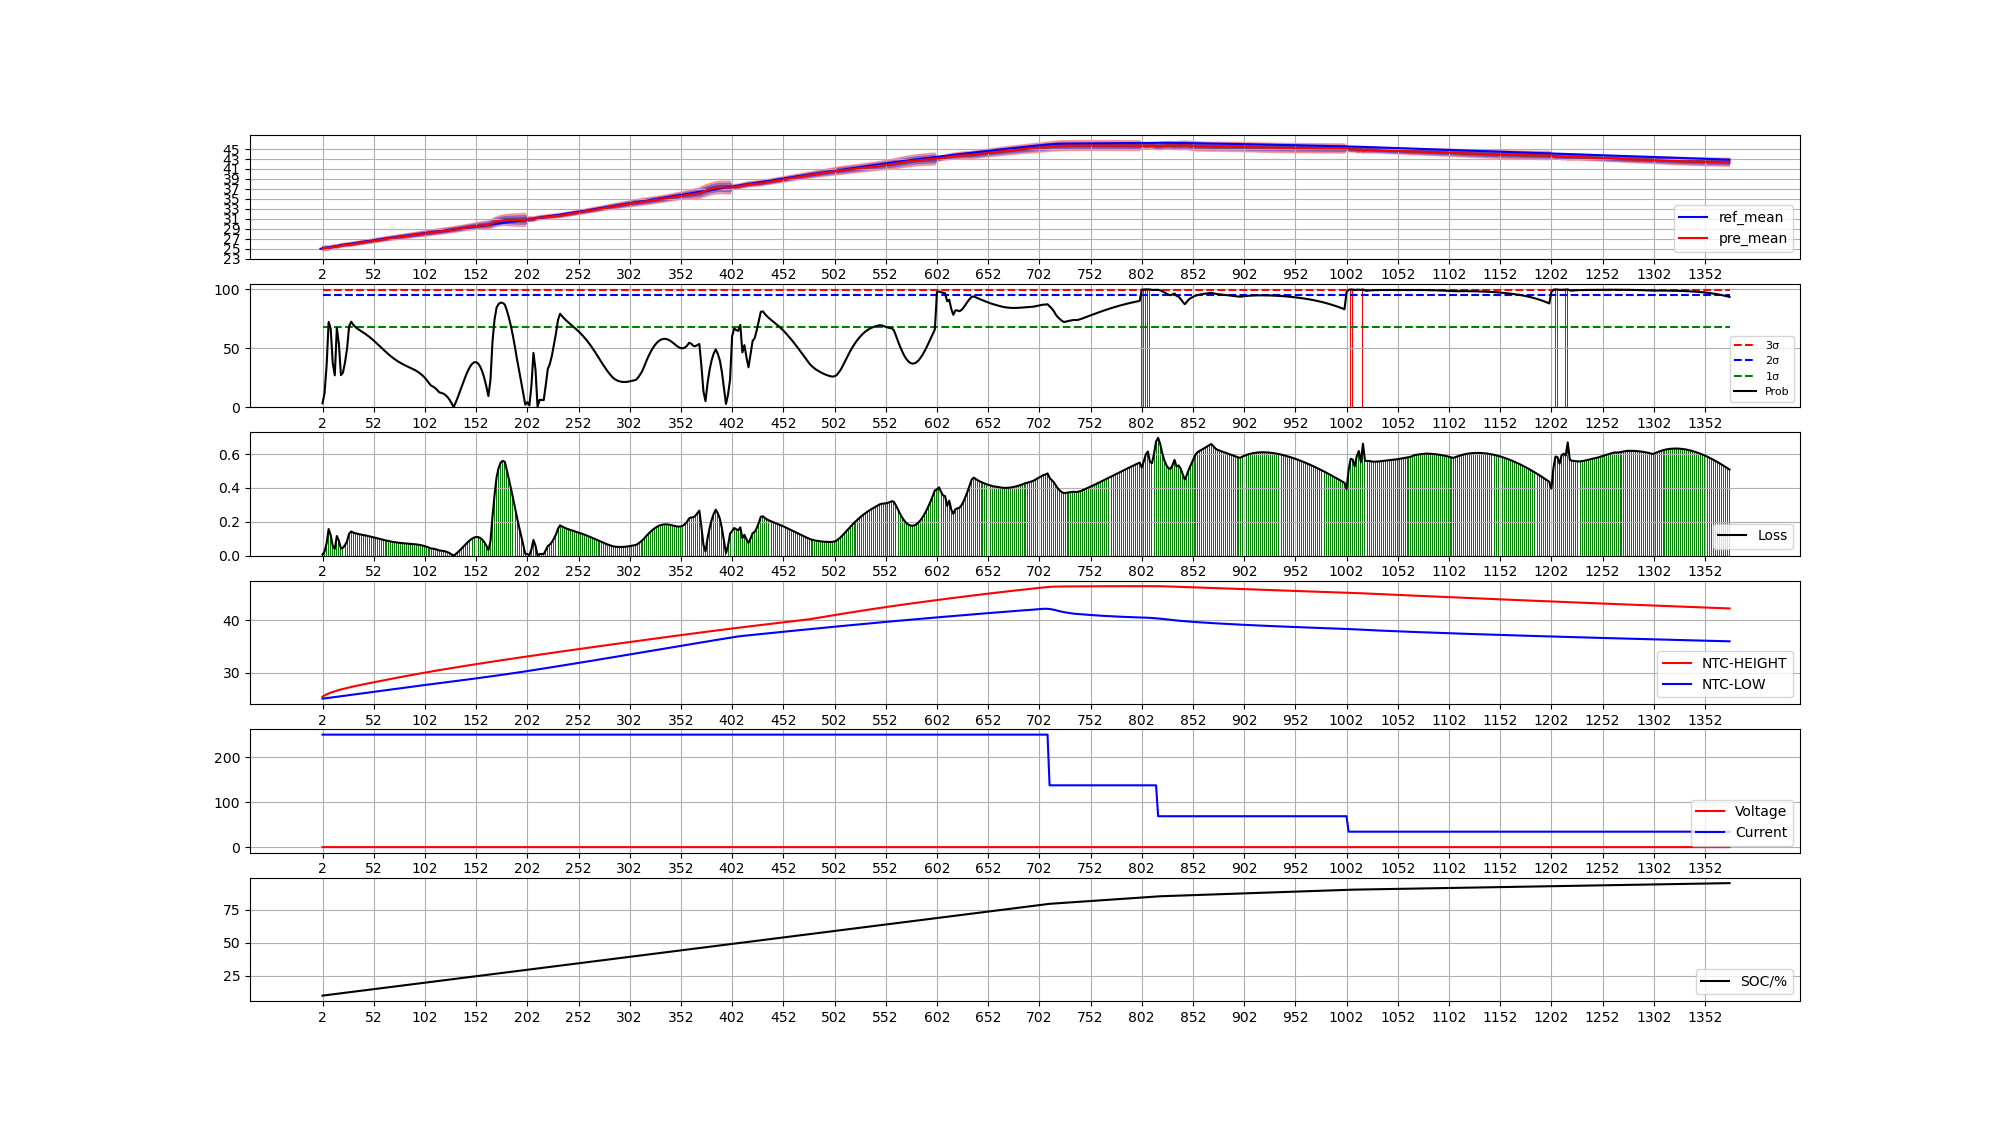 45
43
41
39
37
35
33
31
29
27
25
23
ref_mean
pre_mean
2 52 102 152 202 252 302 352 402 452 502 552 602 652 702 752 802 852 902 952 1002 1052 1102 1152 1202 1252 1302 1352
100
50
0
3σ
2σ
1σ
Prob
2 52 102 152 202 252 302 352 402 452 502 552 602 652 702 752 802 852 902 952 1002 1052 1102 1152 1202 1252 1302 1352
0.6
0.4
0.2
0.0
Loss
2 52 102 152 202 252 302 352 402 452 502 552 602 652 702 752 802 852 902 952 1002 1052 1102 1152 1202 1252 1302 1352
40
30
NTC-HEIGHT
NTC-LOW
2 52 102 152 202 252 302 352 402 452 502 552 602 652 702 752 802 852 902 952 1002 1052 1102 1152 1202 1252 1302 1352
200
100
0
Voltage
Current
2 52 102 152 202 252 302 352 402 452 502 552 602 652 702 752 802 852 902 952 1002 1052 1102 1152 1202 1252 1302 1352
75
50
25
SOC/%
2 52 102 152 202 252 302 352 402 452 502 552 602 652 702 752 802 852 902 952 1002 1052 1102 1152 1202 1252 1302 1352